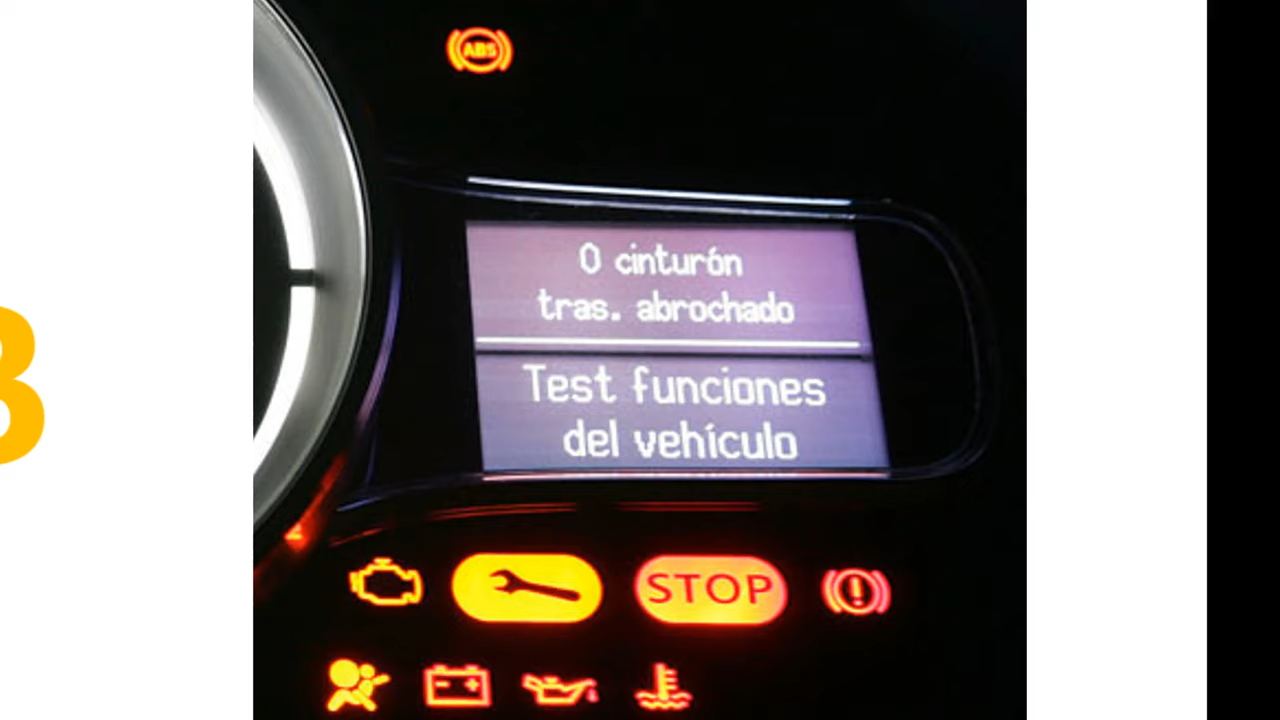 ABS
0 cinturón
tras. abrochado
Test funciones
del vehículo
STOP